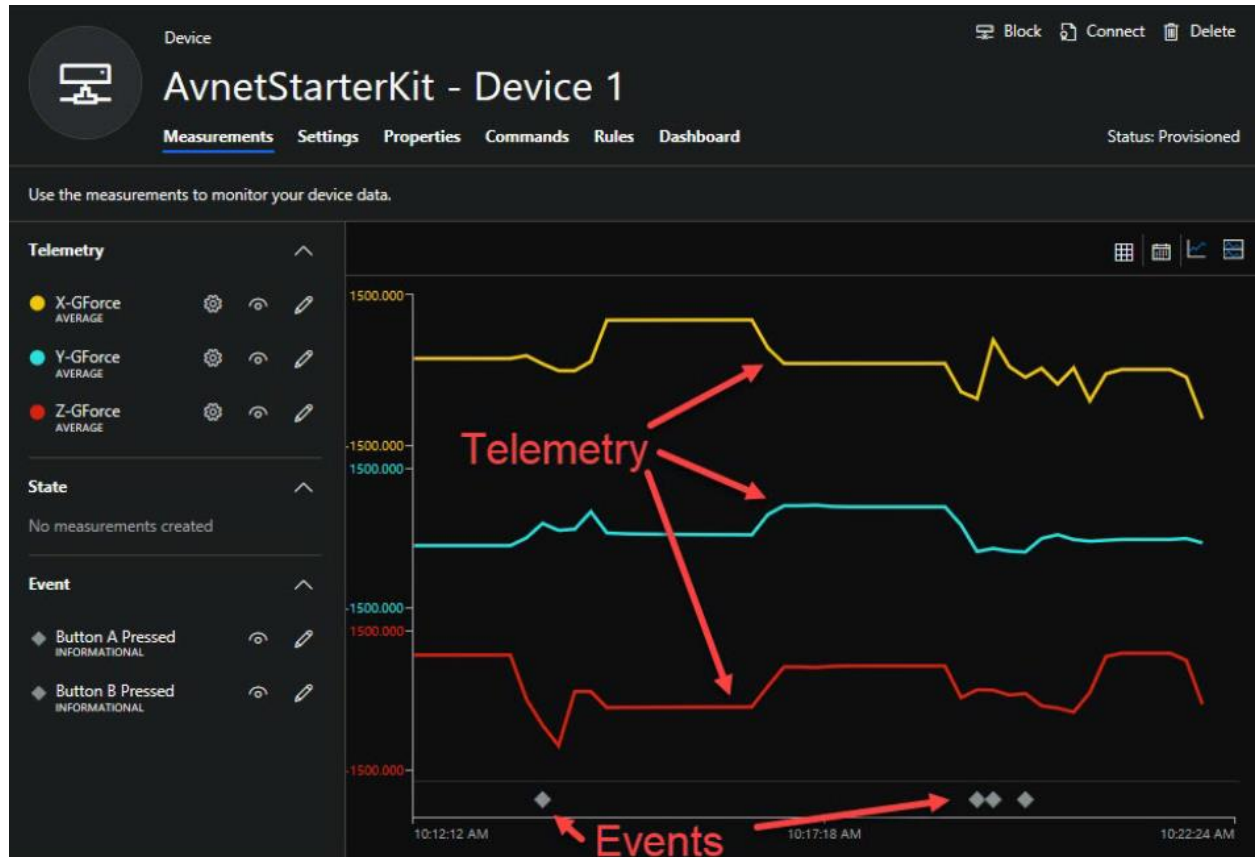 Device
Block Connect Delete
AvnetStarterKit - Device 1
Measurements Settings Properties Commands Rules Dashboard
Status: Provisioned
Use the measurements to monitor your device data.
Telemetry
X-GForce
AVERAGE
Y-GForce
AVERAGE
Z-GForce
AVERAGE
State
No measurements created
Event
Button A Pressed
INFORMATIONAL
Button B Pressed
INFORMATIONAL
1500.000
-1500.000
1500.000
-1500.000
1500.000
-1500.000
Telemetry
Events
10:12:12 AM
10:17:18 AM
10:22:24 AM